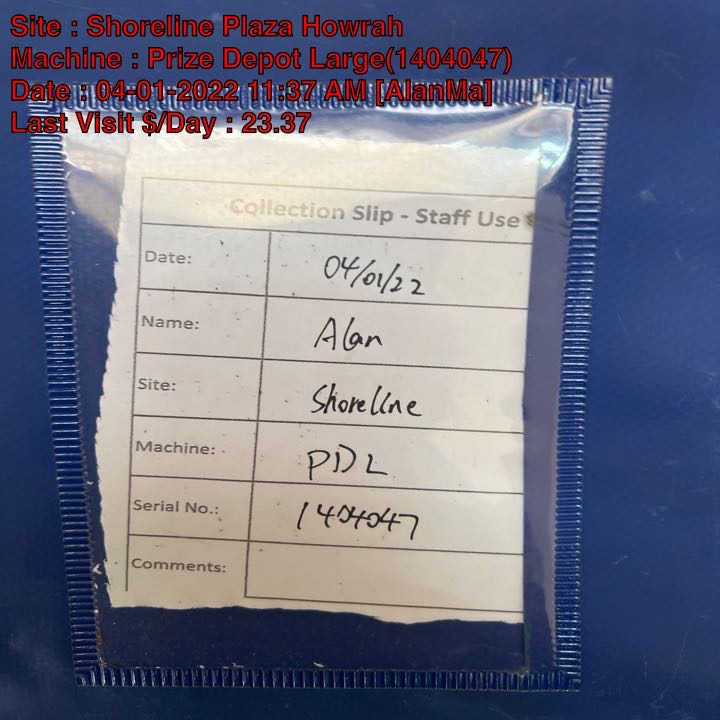 Site : Shoreline Plaza Howrah
Machine : Prize Depot Large(1404047)
Date : 04-01-2022 11:37 AM [AlanMa]
Last Visit $/Day : 23.37
Collection Slip - Staff Use
Date: 04/01/22
Name: Alan
Site: Shoreline
Machine: PDL
Serial No.: 1404047
Comments: